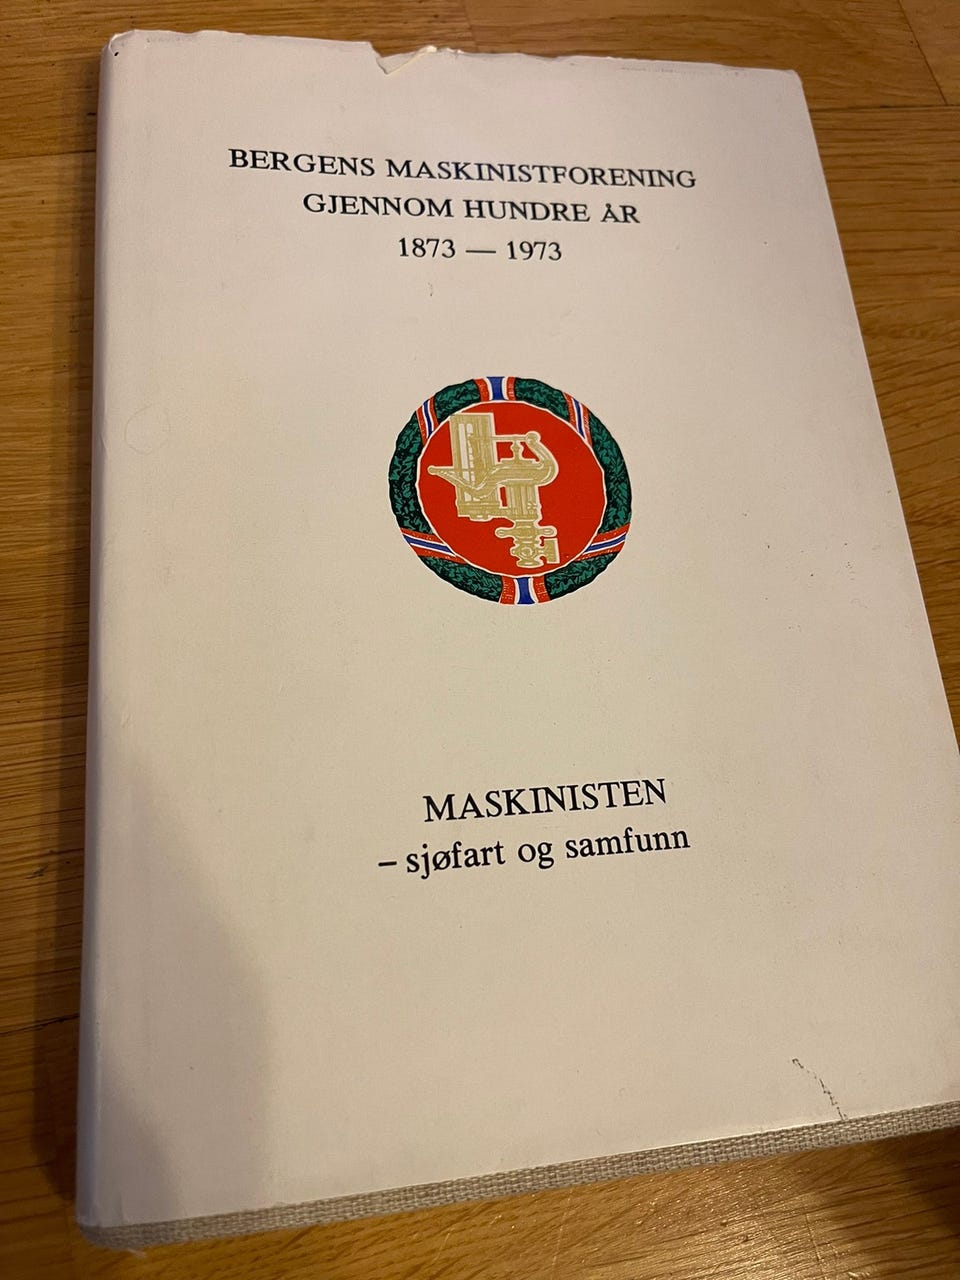 BERGENS MASKINISTFORENING
GJENNOM HUNDRE ÅR
1873 — 1973
MASKINISTEN
– sjøfart og samfunn